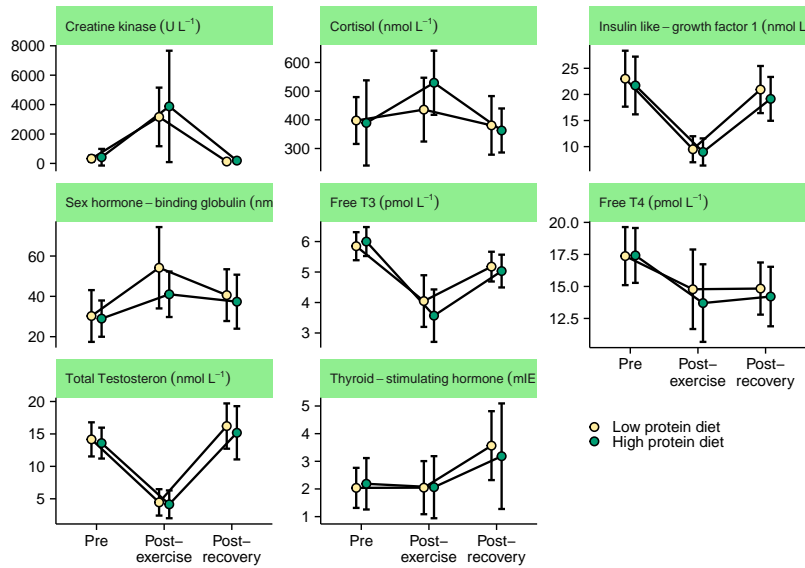 Creatine kinase (U L⁻¹)
Cortisol (nmol L⁻¹)
Insulin like – growth factor 1 (nmol L
8000
6000
4000
2000
0
600
500
400
300
25
20
15
10
Sex hormone – binding globulin (nm
Free T3 (pmol L⁻¹)
Free T4 (pmol L⁻¹)
60
40
20
6
5
4
3
20.0
17.5
15.0
12.5
Pre
Post–
exercise
Post–
recovery
Total Testosteron (nmol L⁻¹)
Thyroid – stimulating hormone (mIE
20
15
10
5
5
4
3
2
1
Low protein diet
High protein diet
Pre
Post–
exercise
Post–
recovery
Pre
Post–
exercise
Post–
recovery